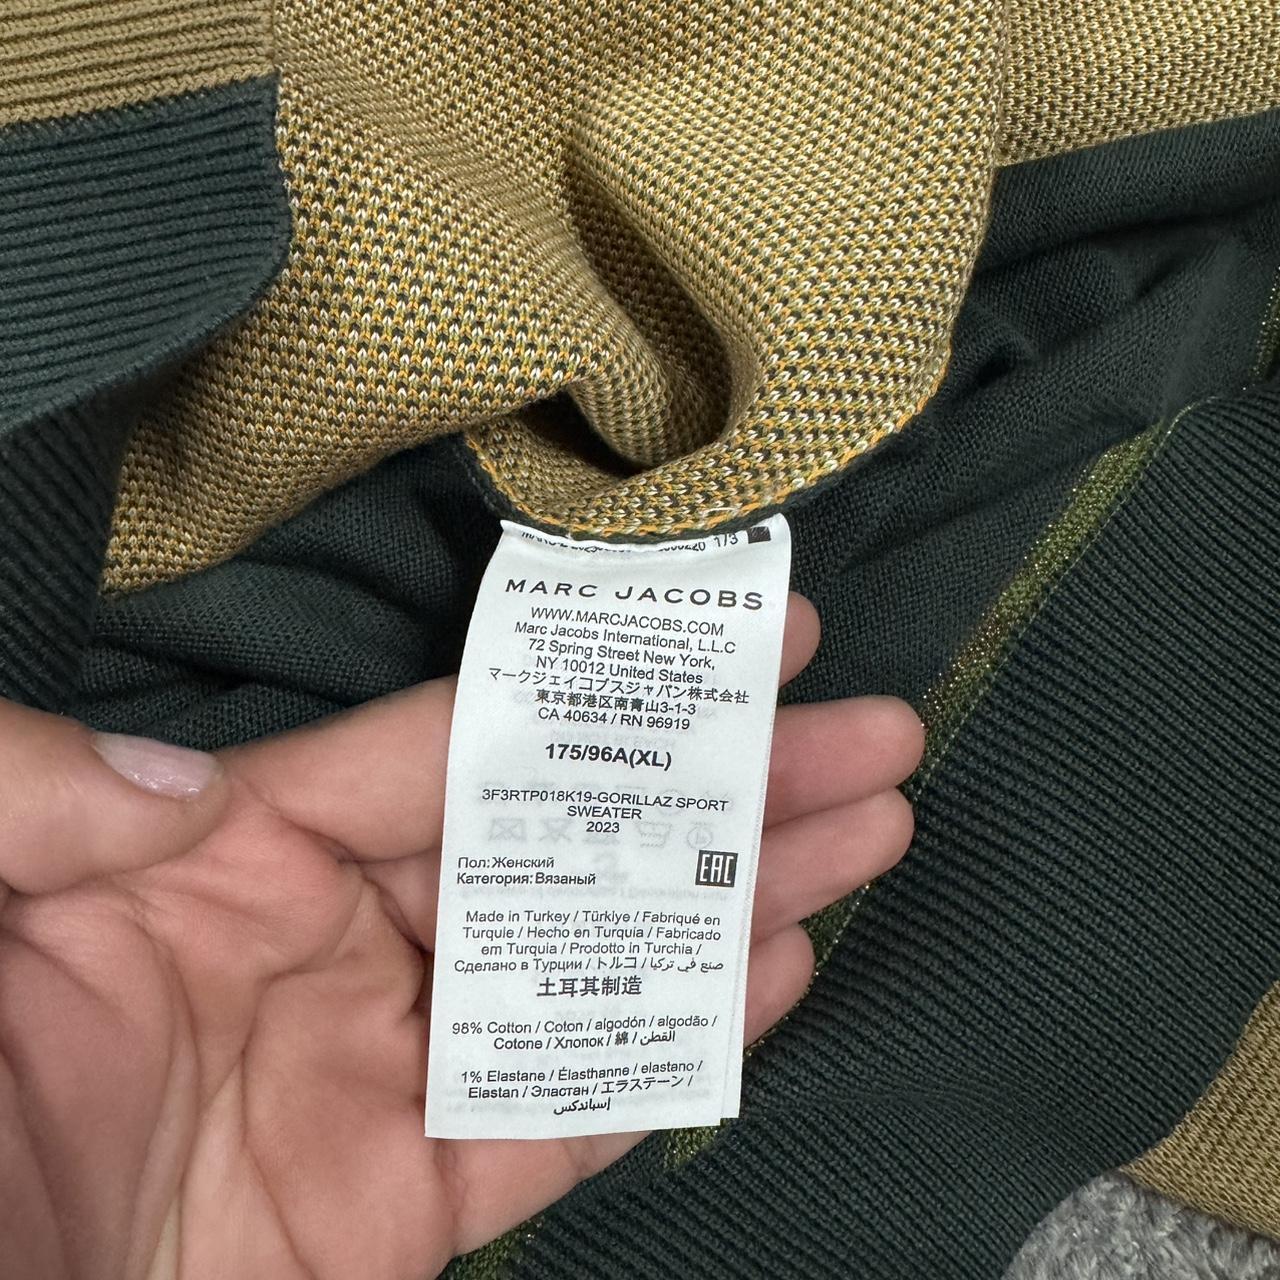 1/3
MARC JACOBS
WWW.MARCJACOBS.COM
Marc Jacobs International, L.L.C
72 Spring Street New York,
NY 10012 United States
マークジェイコブスジャパン株式会社
東京都港区南青山3-1-3
CA 40634 / RN 96919
175/96A(XL)
3F3RTP018K19-GORILLAZ SPORT
SWEATER
2023
Пол: Женский
Категория: Вязаный
EAC
Made in Turkey / Türkiye / Fabriqué en
Turquie / Hecho en Turquía / Fabricado
em Turquia / Prodotto in Turchia /
Сделано в Турции / トルコ / صنع في تركيا
土耳其制造
98% Cotton / Coton / algodón / algodão /
Cotone / Хлопок / 綿 / القطن
1% Elastane / Élasthanne / elastano /
Elastan / Эластан / エラステーン /
إسباندكس